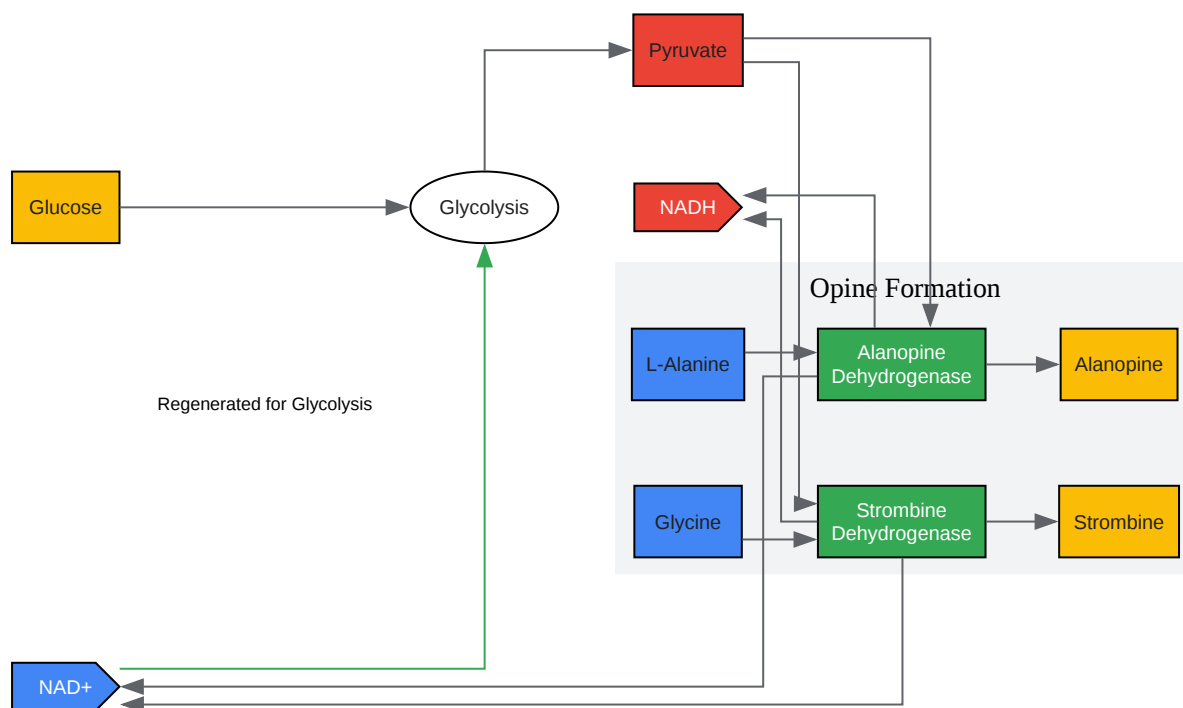 Pyruvate
Glucose
Glycolysis
NADH
Opine Formation
L-Alanine
Alanopine
Dehydrogenase
Alanopine
Regenerated for Glycolysis
Glycine
Strombine
Dehydrogenase
Strombine
NAD+